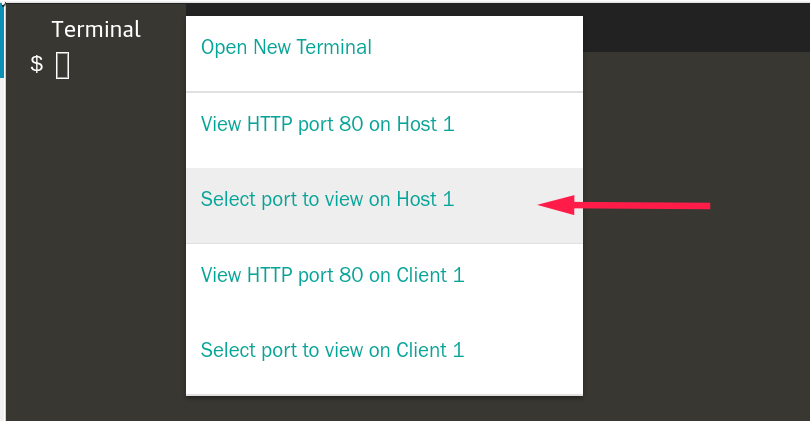 Terminal
$
Open New Terminal
View HTTP port 80 on Host 1
Select port to view on Host 1
View HTTP port 80 on Client 1
Select port to view on Client 1